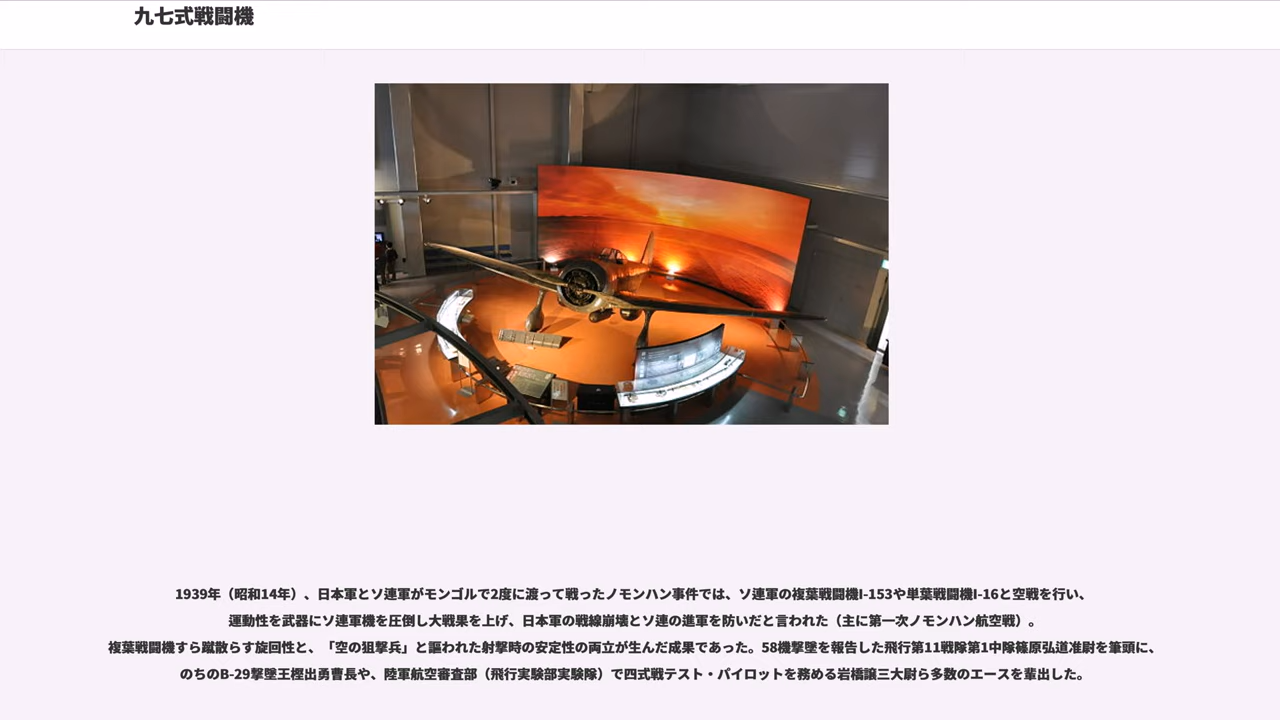 九七式戦闘機
1939年（昭和14年）、日本軍とソ連軍がモンゴルで2度に渡って戦ったノモンハン事件では、ソ連軍の複葉戦闘機I-153や単葉戦闘機I-16と空戦を行い、
運動性を武器にソ連軍機を圧倒し大戦果を上げ、日本軍の戦線崩壊とソ連の進軍を防いだと言われた（主に第一次ノモンハン航空戦）。
複葉戦闘機すら蹴散らす旋回性と、「空の狙撃兵」と謳われた射撃時の安定性の両立が生んだ成果であった。58機撃墜を報告した飛行第11戦隊第1中隊篠原弘道准尉を筆頭に、
のちのB-29撃墜王樫出勇曹長や、陸軍航空審査部（飛行実験部実験隊）で四式戦テスト・パイロットを務める岩橋譲三大尉ら多数のエースを輩出した。